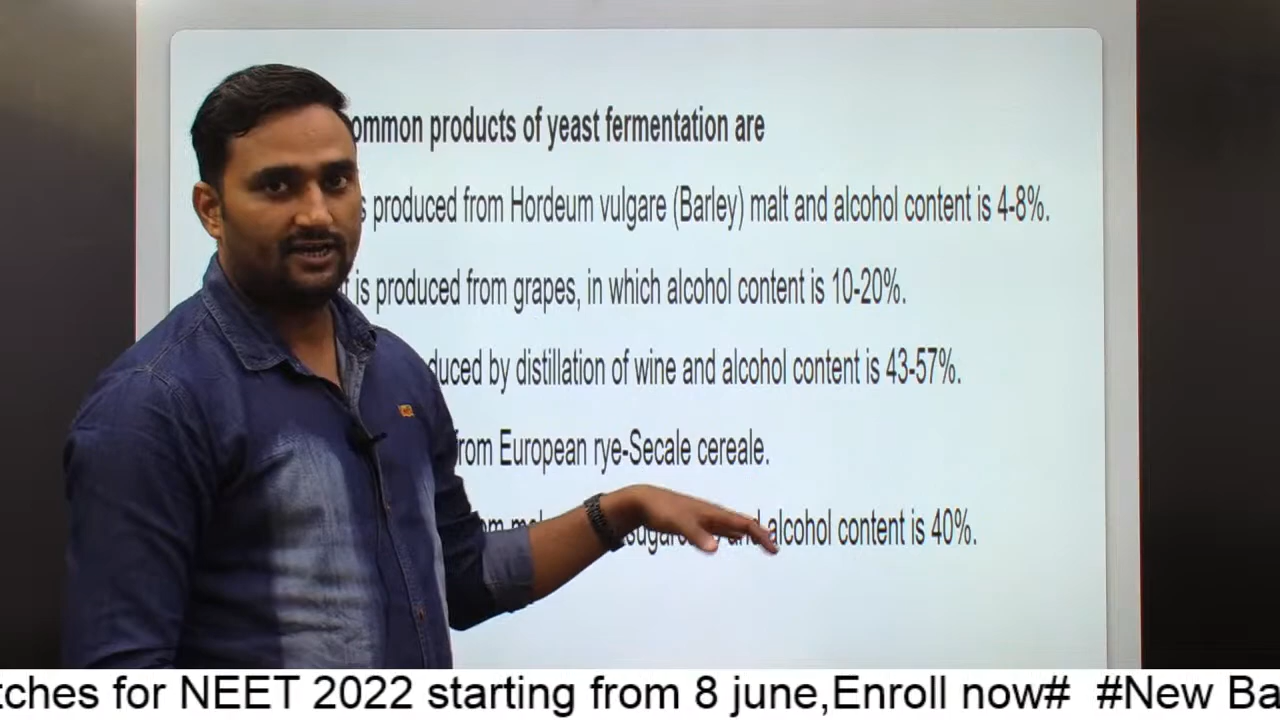 ommon products of yeast fermentation are
s produced from Hordeum vulgare (Barley) malt and alcohol content is 4-8%.
is produced from grapes, in which alcohol content is 10-20%.
duced by distillation of wine and alcohol content is 43-57%.
from European rye-Secale cereale.
alcohol content is 40%.
tches for NEET 2022 starting from 8 june,Enroll now# #New Ba